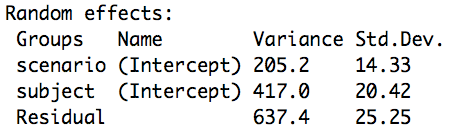 Random effects:
Groups Name Variance Std.Dev.
scenario (Intercept) 205.2 14.33
subject (Intercept) 417.0 20.42
Residual 637.4 25.25